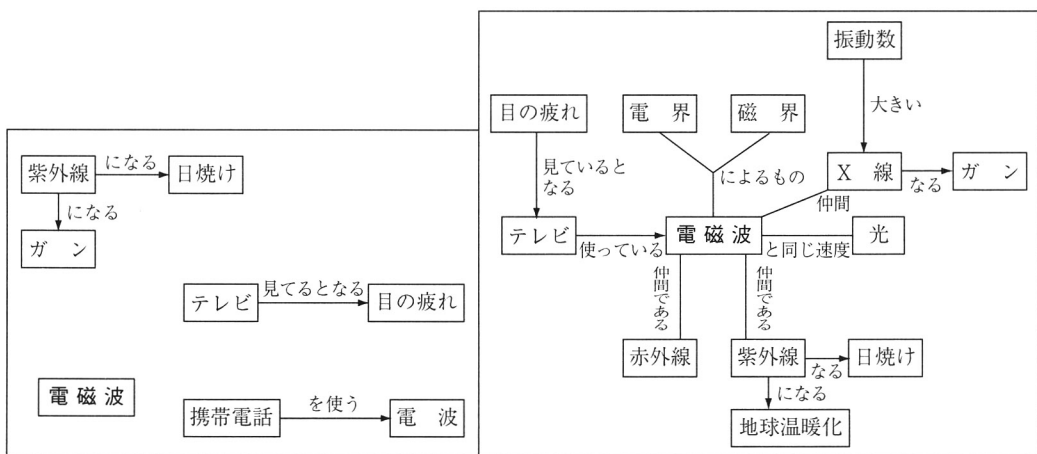 紫外線
になる
日焼け
になる
ガン
テレビ
見てるとなる
目の疲れ
電磁波
携帯電話
を使う
電波
振動数
大きい
目の疲れ
電界
磁界
見ていると
なる
によるもの
X線
なる
ガン
仲間
テレビ
使っている
電磁波
と同じ速度
光
仲間である
仲間である
赤外線
紫外線
なる
日焼け
になる
地球温暖化